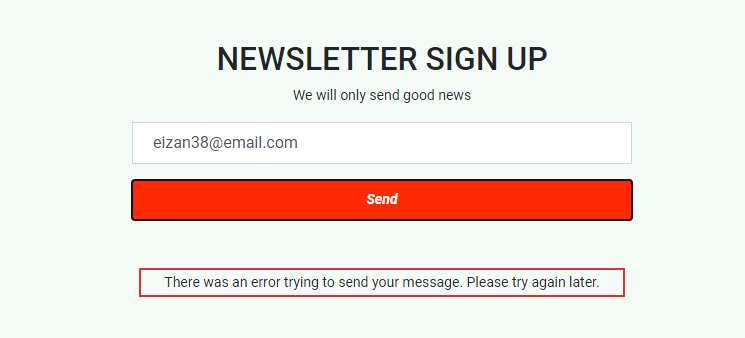 NEWSLETTER SIGN UP
We will only send good news
eizan38@email.com
Send
There was an error trying to send your message. Please try again later.